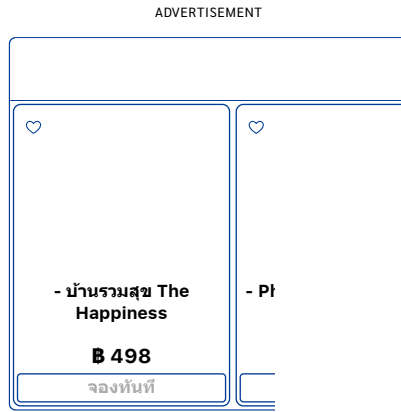 ADVERTISEMENT
- บ้านรวมสุข The
Happiness
฿ 498
จองทันที